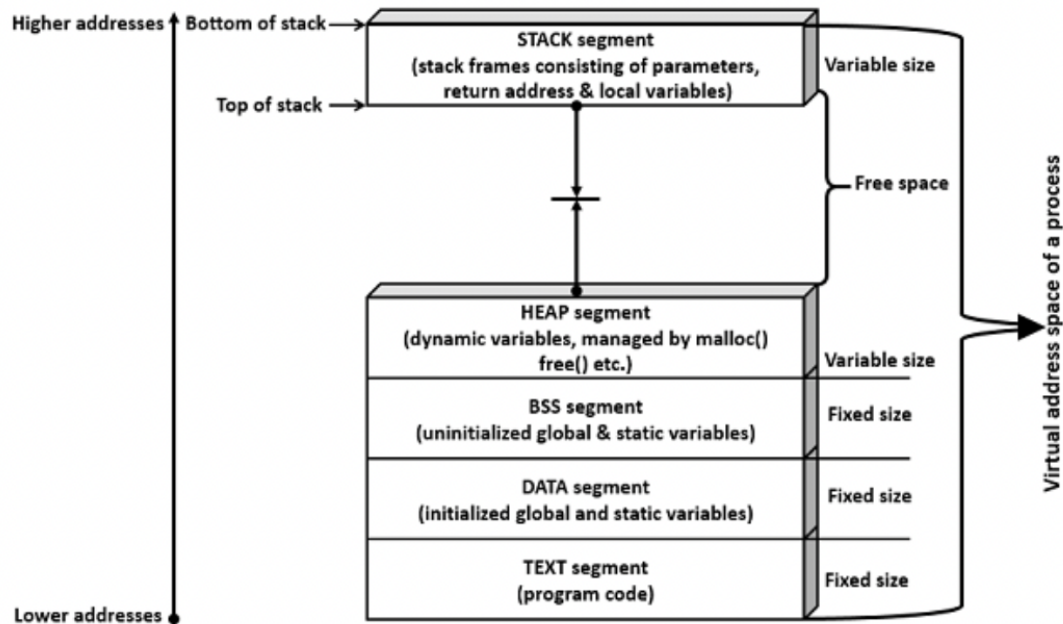 Higher addresses
Bottom of stack
STACK segment
(stack frames consisting of parameters,
return address & local variables)
Variable size
Top of stack
Free space
HEAP segment
(dynamic variables, managed by malloc()
free() etc.)
Variable size
BSS segment
(uninitialized global & static variables)
Fixed size
DATA segment
(initialized global and static variables)
Fixed size
TEXT segment
(program code)
Fixed size
Lower addresses
Virtual address space of a process